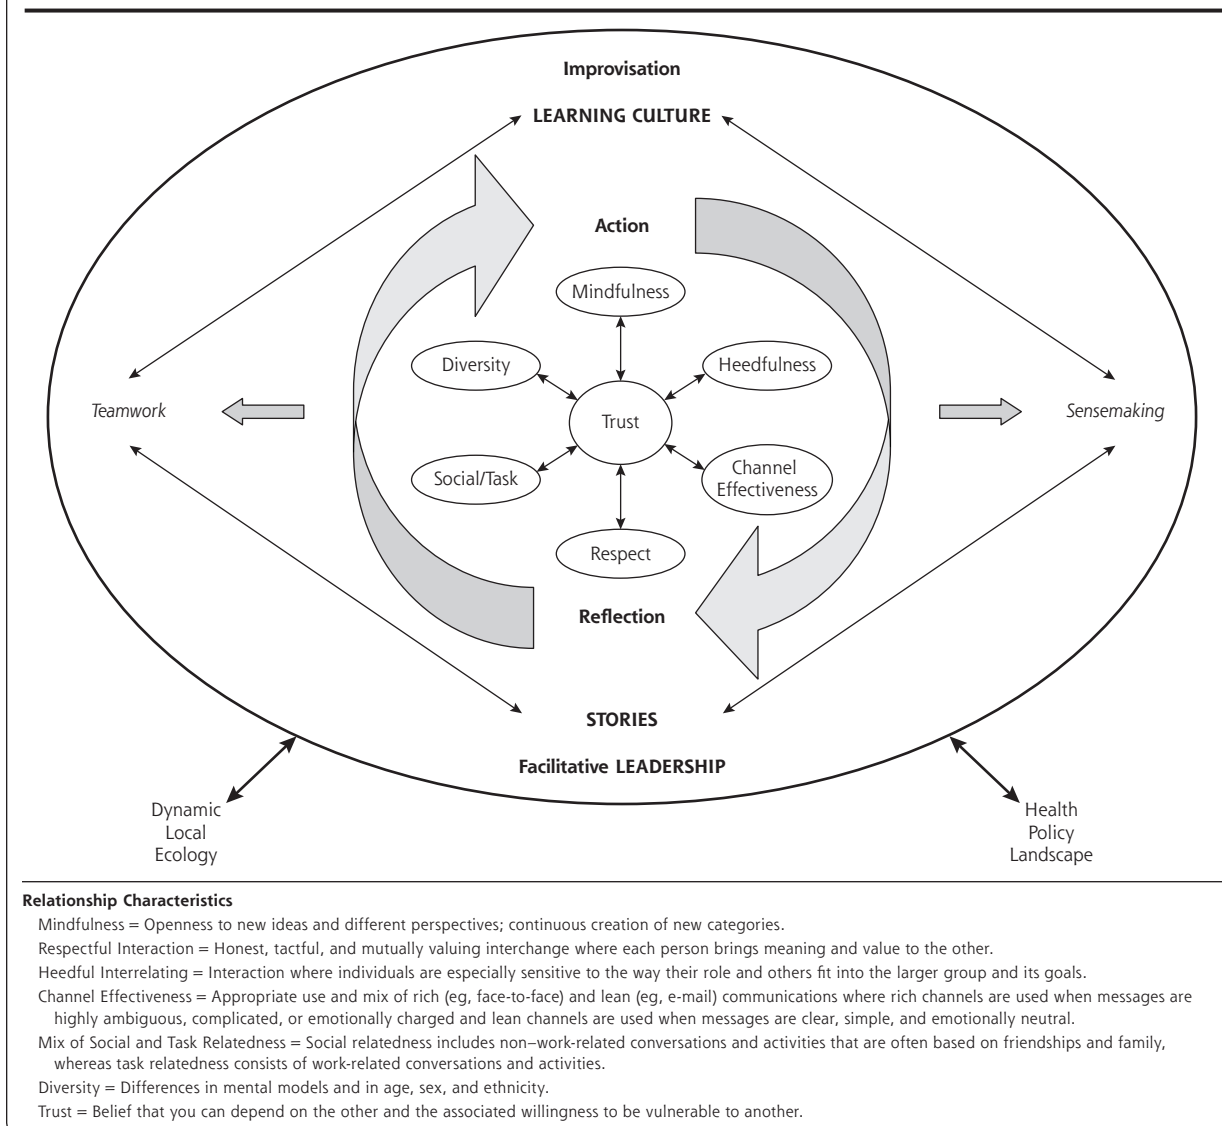 Improvisation
LEARNING CULTURE
Action
Mindfulness
Diversity
Heedfulness
Teamwork
Trust
Sensemaking
Social/Task
Channel
Effectiveness
Respect
Reflection
STORIES
Facilitative LEADERSHIP
Dynamic
Local
Ecology
Health
Policy
Landscape
Relationship Characteristics
Mindfulness = Openness to new ideas and different perspectives; continuous creation of new categories.
Respectful Interaction = Honest, tactful, and mutually valuing interchange where each person brings meaning and value to the other.
Heedful Interrelating = Interaction where individuals are especially sensitive to the way their role and others fit into the larger group and its goals.
Channel Effectiveness = Appropriate use and mix of rich (eg, face-to-face) and lean (eg, e-mail) communications where rich channels are used when messages are
highly ambiguous, complicated, or emotionally charged and lean channels are used when messages are clear, simple, and emotionally neutral.
Mix of Social and Task Relatedness = Social relatedness includes non–work-related conversations and activities that are often based on friendships and family,
whereas task relatedness consists of work-related conversations and activities.
Diversity = Differences in mental models and in age, sex, and ethnicity.
Trust = Belief that you can depend on the other and the associated willingness to be vulnerable to another.